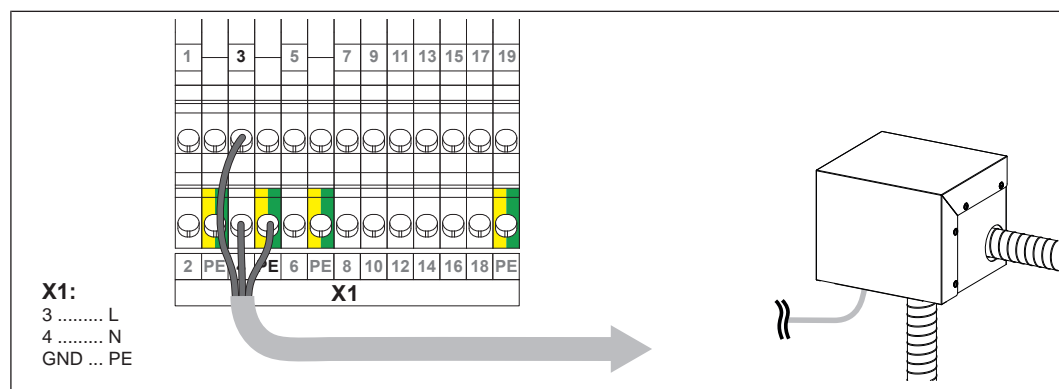 1 3 5 7 9 11 13 15 17 19
2 PE PE 6 PE 8 10 12 14 16 18 PE
X1
X1:
3 ......... L
4 ......... N
GND ... PE